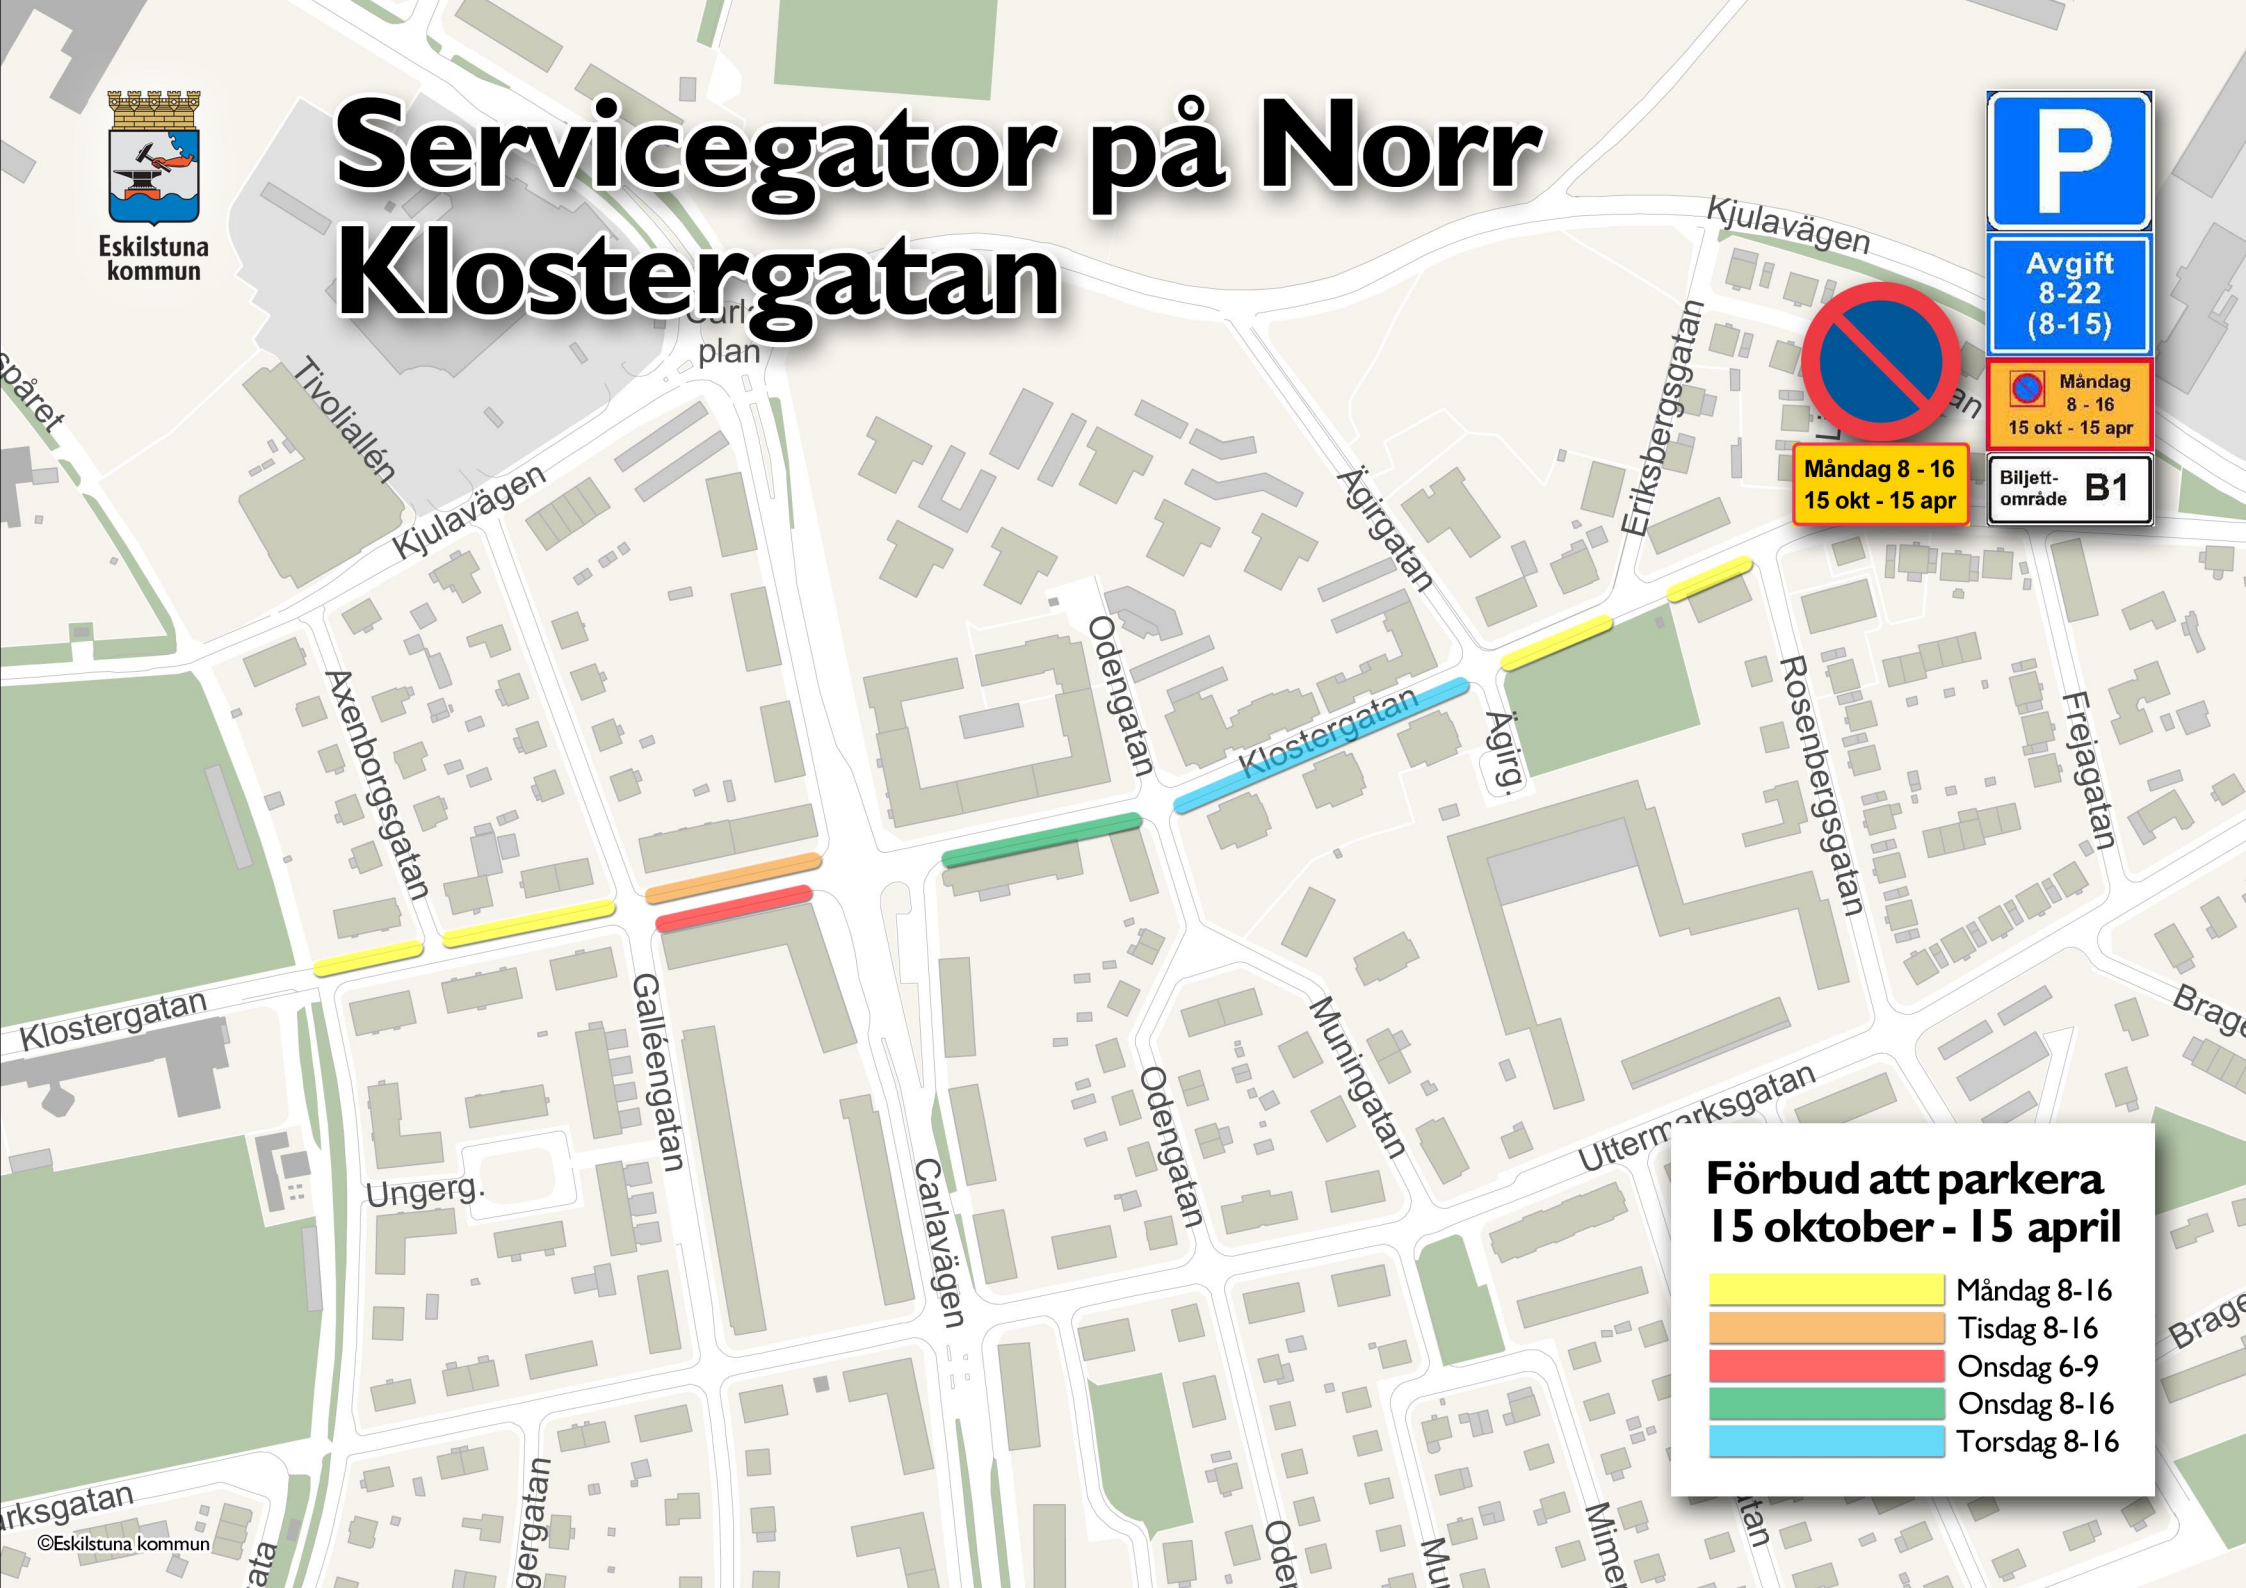 Servicegator på Norr
Klostergatan
Eskilstuna
kommun
P
Avgift
8-22
(8-15)
Måndag
8 - 16
15 okt - 15 apr
Biljett-
område
B1
Måndag 8 - 16
15 okt - 15 apr
Kjulavägen
plan
Tivoliallén
Kjulavägen
Eriksbergsgatan
Ägirgatan
Odengatan
Axenborgsgatan
Klostergatan
Ägirg.
Rosenbergsgatan
Frejagatan
Klostergatan
Galléengatan
Muningatan
Odengatan
Uttermarksgatan
Ungerg.
Carlavägen
Förbud att parkera
15 oktober - 15 april
Måndag 8-16
Tisdag 8-16
Onsdag 6-9
Onsdag 8-16
Torsdag 8-16
©Eskilstuna kommun